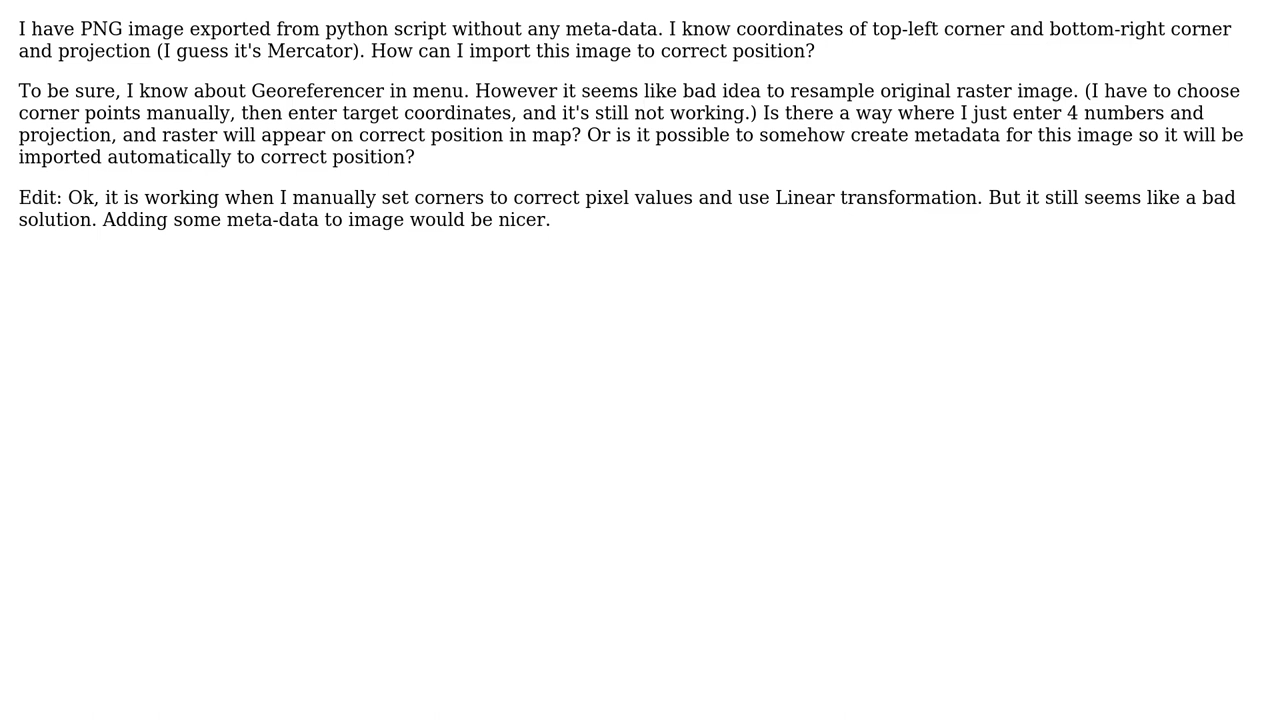 I have PNG image exported from python script without any meta-data. I know coordinates of top-left corner and bottom-right corner
and projection (I guess it's Mercator). How can I import this image to correct position?
To be sure, I know about Georeferencer in menu. However it seems like bad idea to resample original raster image. (I have to choose
corner points manually, then enter target coordinates, and it's still not working.) Is there a way where I just enter 4 numbers and
projection, and raster will appear on correct position in map? Or is it possible to somehow create metadata for this image so it will be
imported automatically to correct position?
Edit: Ok, it is working when I manually set corners to correct pixel values and use Linear transformation. But it still seems like a bad
solution. Adding some meta-data to image would be nicer.